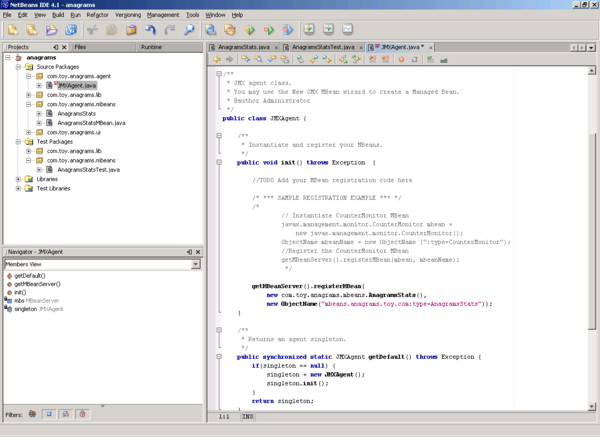 NetBeans IDE 4.1 - anagrams
File Edit View Build Run Refactor Versioning Management Tools Window Help
Projects Files Runtime
anagrams
Source Packages
com.toy.anagrams.agent
JMXAgent.java
com.toy.anagrams.lib
com.toy.anagrams.mbeans
AnagramsStats
AnagramsStatsMBean.java
com.toy.anagrams.ui
Test Packages
com.toy.anagrams.lib
com.toy.anagrams.mbeans
AnagramsStatsTest.java
Libraries
Test Libraries
Navigator - JMXAgent
Members View
getDefault()
getMBeanServer()
init()
mbs MBeanServer
singleton JMXAgent
Filters:
AnagramsStats.java AnagramsStatsTest.java JMXAgent.java *
/**
* JMX agent class.
* You may use the New JMX MBean wizard to create a Managed Bean.
* @author Administrator
*/
public class JMXAgent {
/**
* Instantiate and register your MBeans.
*/
public void init() throws Exception {
//TODO Add your MBean registration code here
/* *** SAMPLE REGISTRATION EXAMPLE *** */
/*
// Instantiate CounterMonitor MBean
javax.management.monitor.CounterMonitor mbean =
new javax.management.monitor.CounterMonitor();
ObjectName mbeanName = new ObjectName (":type=CounterMonitor");
//Register the CounterMonitor MBean
getMBeanServer().registerMBean(mbean, mbeanName);
*/
getMBeanServer().registerMBean(
new com.toy.anagrams.mbeans.AnagramsStats(),
new ObjectName("mbeans.anagrams.toy.com:type=AnagramsStats"));
}
/**
* Returns an agent singleton.
*/
public synchronized static JMXAgent getDefault() throws Exception {
if(singleton == null) {
singleton = new JMXAgent();
singleton.init();
}
return singleton;
}
1:1 INS